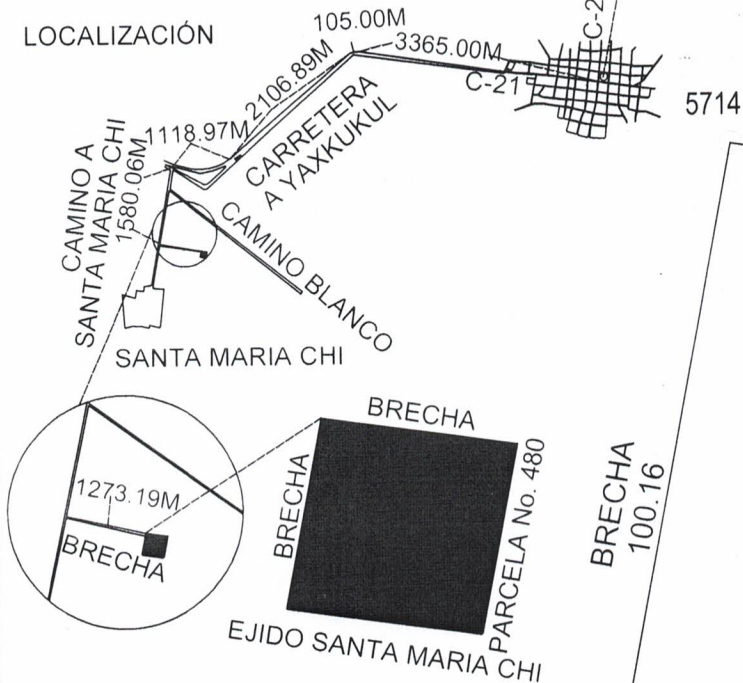 LOCALIZACIÓN
105.00M
3365.00M
C-2
C-21
5714
2106.89M
CARRETERA
A YAXKUKUL
1118.97M
CAMINO A
SANTA MARIA CHI
1580.06M
CAMINO BLANCO
SANTA MARIA CHI
1273.19M
BRECHA
BRECHA
BRECHA
PARCELA No. 480
EJIDO SANTA MARIA CHI
BRECHA
100.16